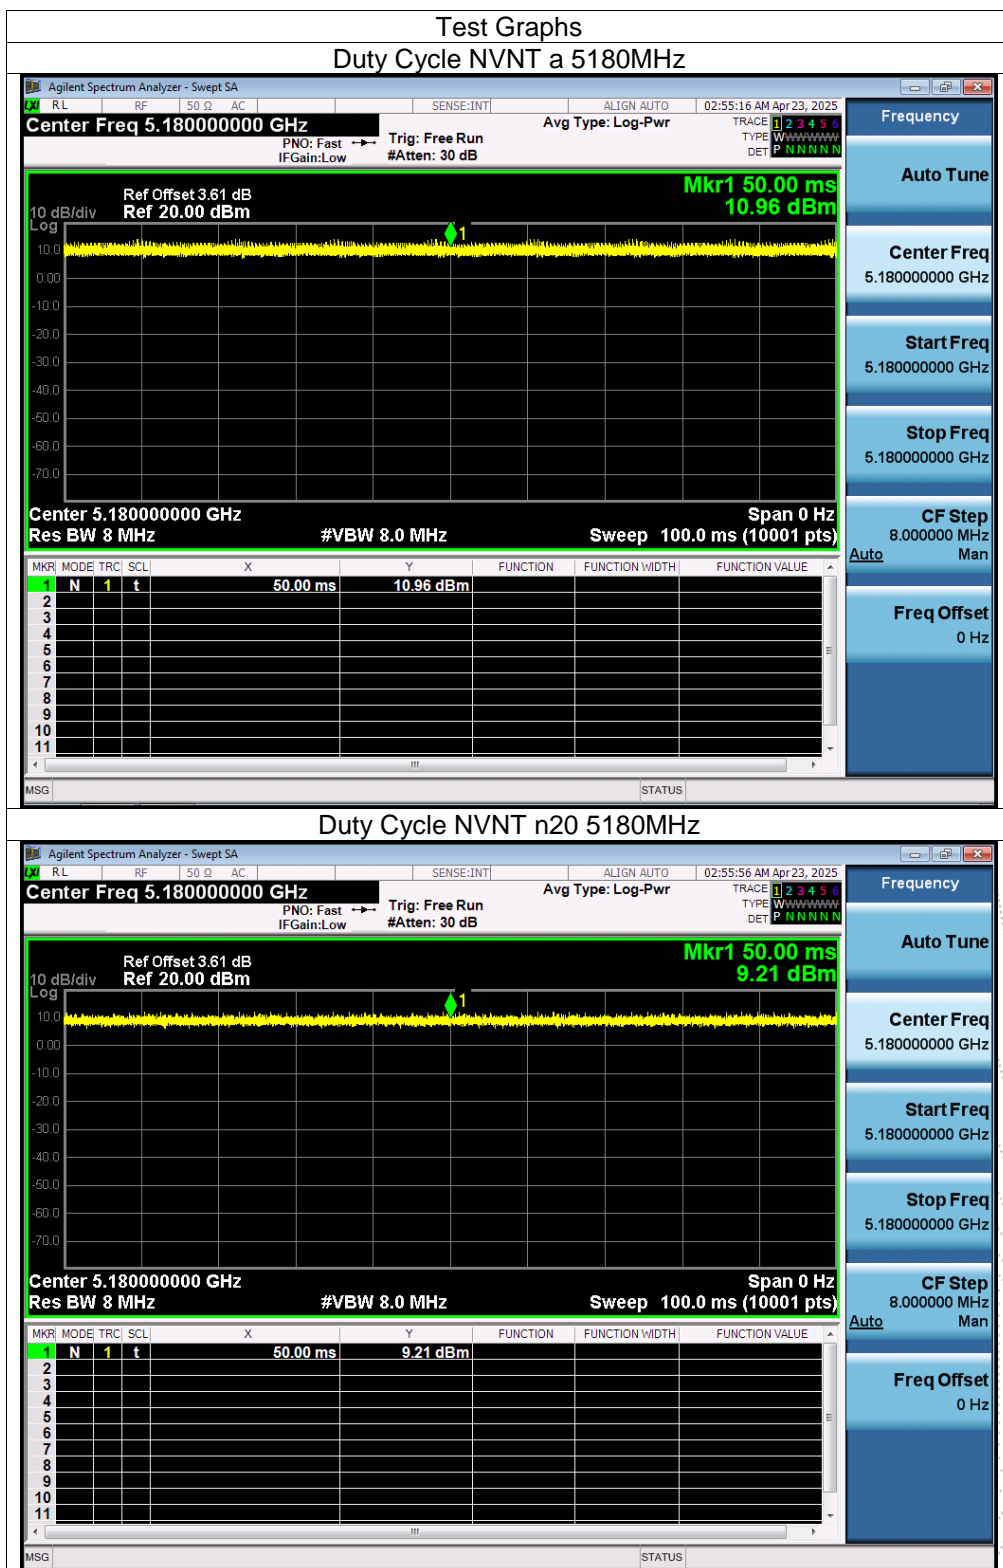 Test Graphs
Duty Cycle NVNT a 5180MHz
Agilent Spectrum Analyzer - Swept SA
LXI RL RF 50 Ω AC SENSE:INT ALIGN AUTO 02:55:16 AM Apr 23, 2025
Center Freq 5.180000000 GHz Avg Type: Log-Pwr TRACE 1 2 3 4 5 6
PNO: Fast Trig: Free Run TYPE WWWWWW
IFGain:Low #Atten: 30 dB DET P N N N N N
Frequency
Mkr1 50.00 ms
10.96 dBm
Ref Offset 3.61 dB
10 dB/div Ref 20.00 dBm
Log
1
10.0
0.00
-10.0
-20.0
-30.0
-40.0
-50.0
-60.0
-70.0
Center 5.180000000 GHz Span 0 Hz
Res BW 8 MHz #VBW 8.0 MHz Sweep 100.0 ms (10001 pts)
MKR MODE TRC SCL X Y FUNCTION FUNCTION WIDTH FUNCTION VALUE
1 N 1 t 50.00 ms 10.96 dBm
2
3
4
5
6
7
8
9
10
11
MSG STATUS
Auto Tune
Center Freq
5.180000000 GHz
Start Freq
5.180000000 GHz
Stop Freq
5.180000000 GHz
CF Step
8.000000 MHz
Auto Man
Freq Offset
0 Hz
Duty Cycle NVNT n20 5180MHz
Agilent Spectrum Analyzer - Swept SA
LXI RL RF 50 Ω AC SENSE:INT ALIGN AUTO 02:55:56 AM Apr 23, 2025
Center Freq 5.180000000 GHz Avg Type: Log-Pwr TRACE 1 2 3 4 5 6
PNO: Fast Trig: Free Run TYPE WWWWWW
IFGain:Low #Atten: 30 dB DET P N N N N N
Frequency
Mkr1 50.00 ms
9.21 dBm
Ref Offset 3.61 dB
10 dB/div Ref 20.00 dBm
Log
1
10.0
0.00
-10.0
-20.0
-30.0
-40.0
-50.0
-60.0
-70.0
Center 5.180000000 GHz Span 0 Hz
Res BW 8 MHz #VBW 8.0 MHz Sweep 100.0 ms (10001 pts)
MKR MODE TRC SCL X Y FUNCTION FUNCTION WIDTH FUNCTION VALUE
1 N 1 t 50.00 ms 9.21 dBm
2
3
4
5
6
7
8
9
10
11
MSG STATUS
Auto Tune
Center Freq
5.180000000 GHz
Start Freq
5.180000000 GHz
Stop Freq
5.180000000 GHz
CF Step
8.000000 MHz
Auto Man
Freq Offset
0 Hz